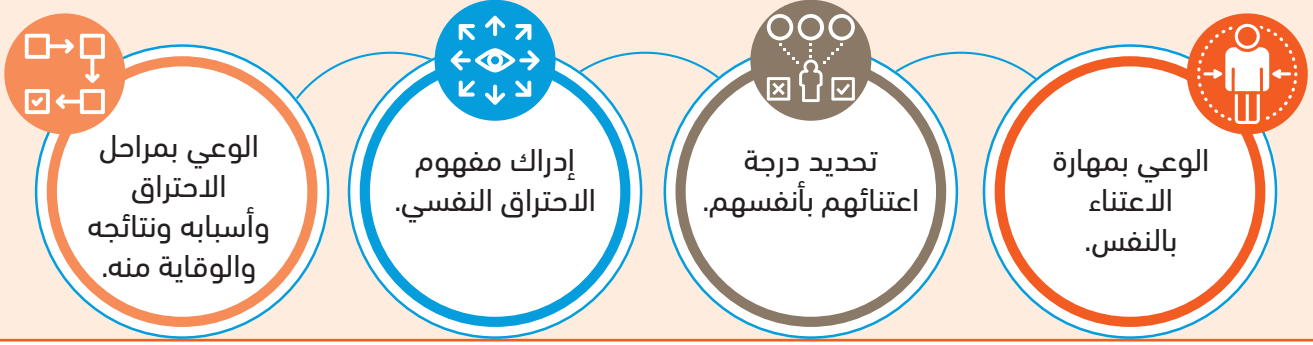 الوعي بمهارة
الاعتناء
بالنفس.
تحديد درجة
اعتنائهم بأنفسهم.
إدراك مفهوم
الاحتراق النفسي.
الوعي بمراحل
الاحتراق
وأسبابه ونتائجه
والوقاية منه.